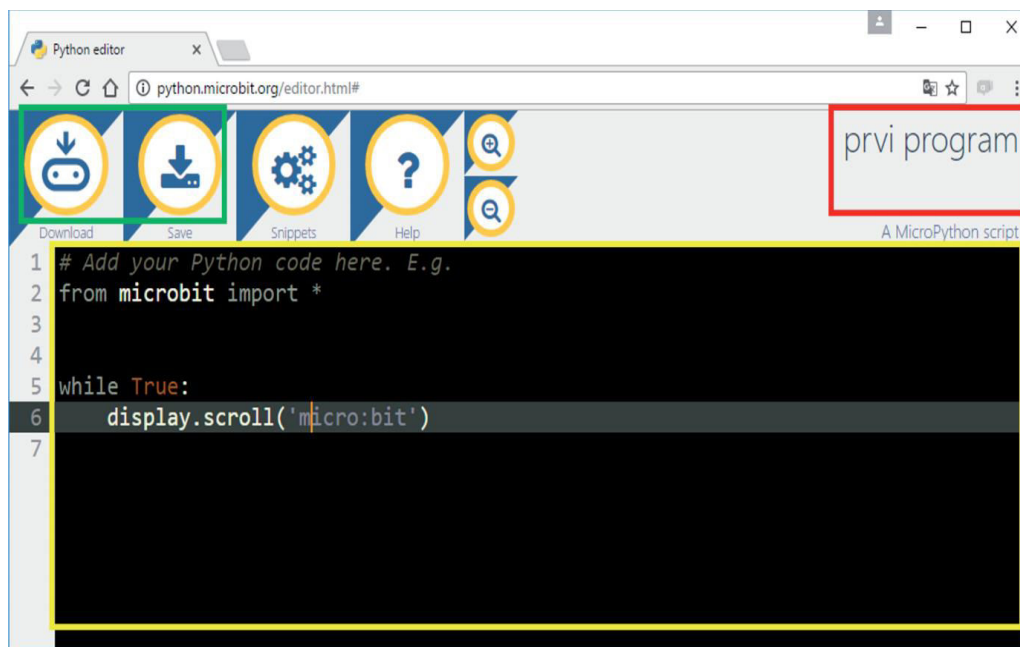 Python editor
python.microbit.org/editor.html#
prvi program
Download
Save
Snippets
Help
A MicroPython script
1 # Add your Python code here. E.g.
2 from microbit import *
3
4
5 while True:
6     display.scroll('micro:bit')
7